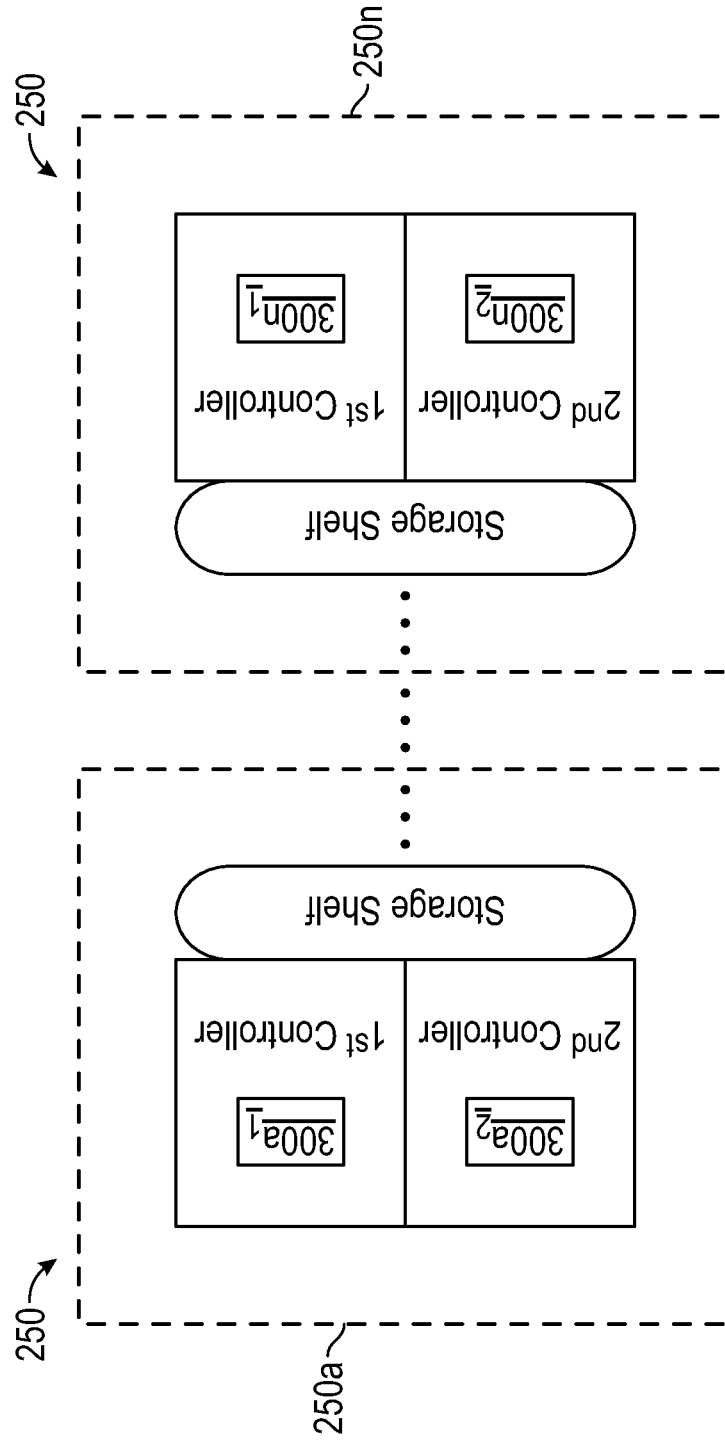 250
250n
1st Controller
300n1
2nd Controller
300n2
Storage Shelf
Storage Shelf
1st Controller
300a1
2nd Controller
300a2
250
250a